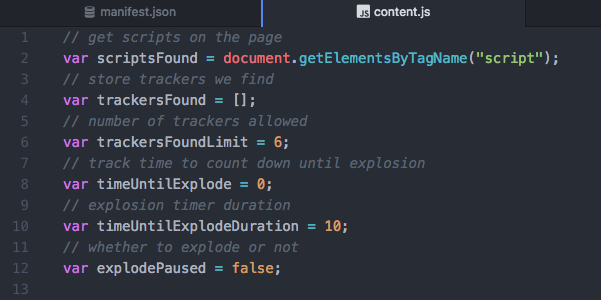 manifest.json
content.js
1 // get scripts on the page
2 var scriptsFound = document.getElementsByTagName("script");
3 // store trackers we find
4 var trackersFound = [];
5 // number of trackers allowed
6 var trackersFoundLimit = 6;
7 // track time to count down until explosion
8 var timeUntilExplode = 0;
9 // explosion timer duration
10 var timeUntilExplodeDuration = 10;
11 // whether to explode or not
12 var explodePaused = false;
13